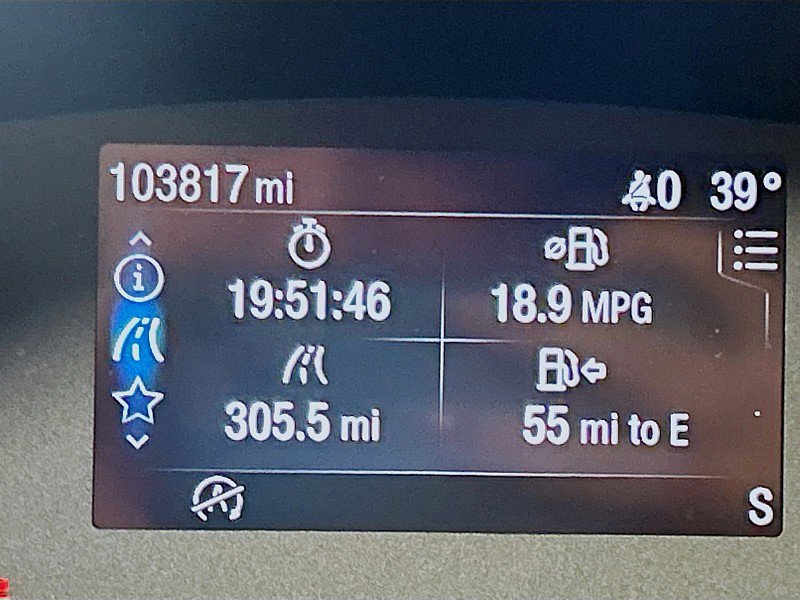 103817 mi 0 39°
i
19:51:46 18.9 MPG
305.5 mi 55 mi to E
A S